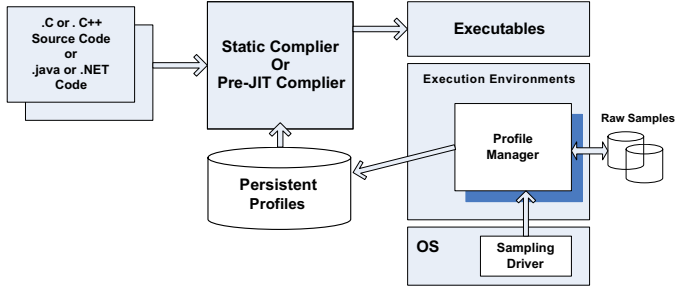 .C or . C++
Source Code
or
.java or .NET
Code
Static Complier
Or
Pre-JIT Complier
Executables
Execution Environments
Profile
Manager
Raw Samples
Persistent
Profiles
OS
Sampling
Driver